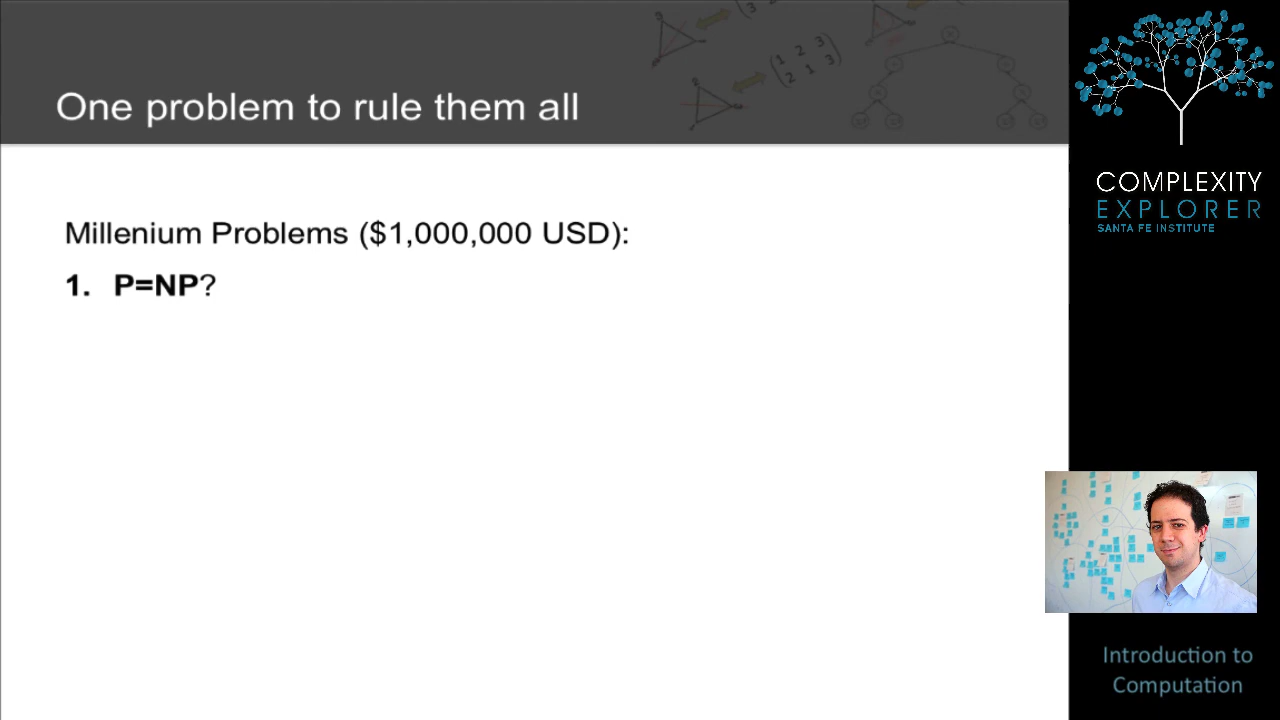 One problem to rule them all
Millenium Problems ($1,000,000 USD):
1. P=NP?
COMPLEXITY
EXPLORER
SANTA FE INSTITUTE
Introduction to
Computation